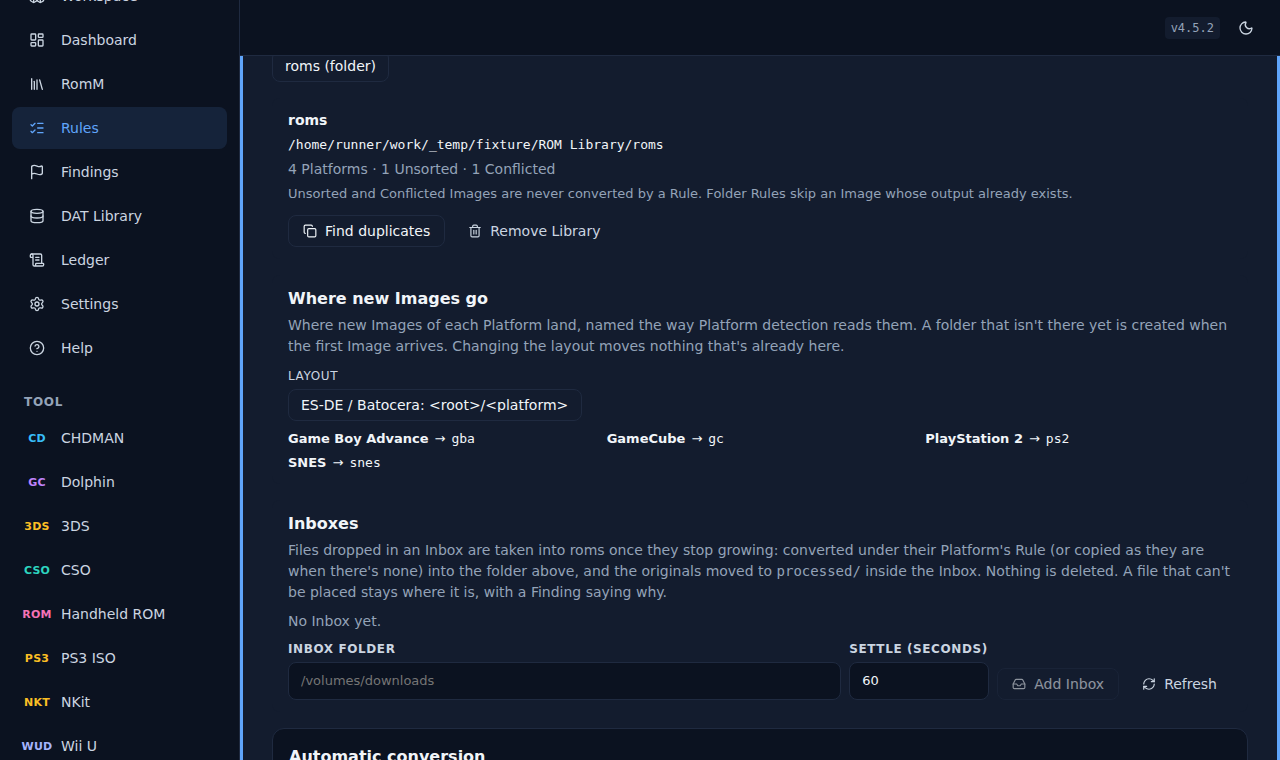 Workspace
Dashboard
RomM
Rules
Findings
DAT Library
Ledger
Settings
Help
TOOL
CD CHDMAN
GC Dolphin
3DS 3DS
CSO CSO
ROM Handheld ROM
PS3 PS3 ISO
NKT NKit
WUD Wii U
v4.5.2
roms (folder)
roms
/home/runner/work/_temp/fixture/ROM Library/roms
4 Platforms · 1 Unsorted · 1 Conflicted
Unsorted and Conflicted Images are never converted by a Rule. Folder Rules skip an Image whose output already exists.
Find duplicates Remove Library
Where new Images go
Where new Images of each Platform land, named the way Platform detection reads them. A folder that isn't there yet is created when
the first Image arrives. Changing the layout moves nothing that's already here.
LAYOUT
ES-DE / Batocera: <root>/<platform>
Game Boy Advance → gba GameCube → gc PlayStation 2 → ps2
SNES → snes
Inboxes
Files dropped in an Inbox are taken into roms once they stop growing: converted under their Platform's Rule (or copied as they are
when there's none) into the folder above, and the originals moved to processed/ inside the Inbox. Nothing is deleted. A file that can't
be placed stays where it is, with a Finding saying why.
No Inbox yet.
INBOX FOLDER SETTLE (SECONDS)
/volumes/downloads 60 Add Inbox Refresh
Automatic conversion